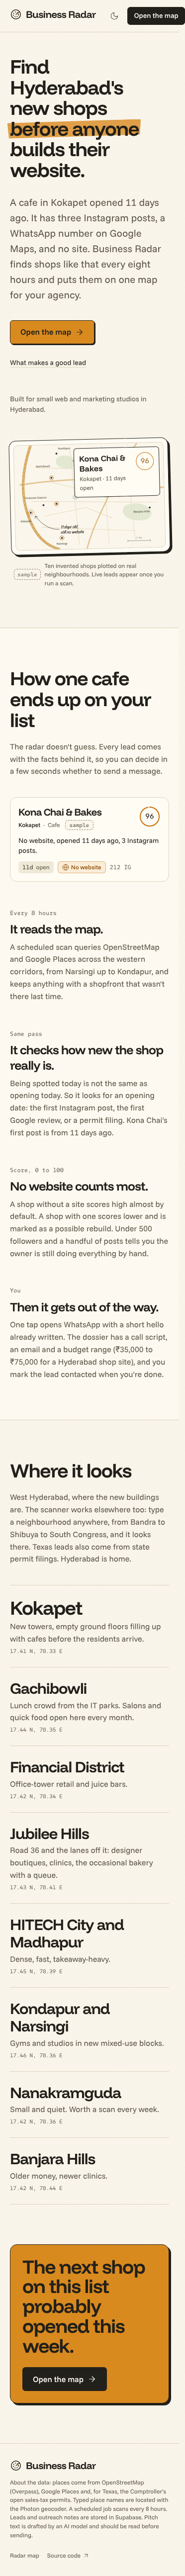 Business Radar
Open the map
Find
Hyderabad's
new shops
before anyone
builds their
website.
A cafe in Kokapet opened 11 days
ago. It has three Instagram posts, a
WhatsApp number on Google
Maps, and no site. Business Radar
finds shops like that every eight
hours and puts them on one map
for your agency.
Open the map →
What makes a good lead
Built for small web and marketing studios in
Hyderabad.
Kona Chai &
Bakes
96
Kokapet · 11 days
open
sample
Ten invented shops plotted on real
neighbourhoods. Live leads appear once you
run a scan.
How one cafe
ends up on your
list
The radar doesn't guess. Every lead comes
with the facts behind it, so you can decide in
a few seconds whether to send a message.
Kona Chai & Bakes
96
Kokapet · Cafe sample
No website, opened 11 days ago, 3 Instagram
posts.
11d open No website 212 IG
Every 8 hours
It reads the map.
A scheduled scan queries OpenStreetMap
and Google Places across the western
corridors, from Narsingi up to Kondapur, and
keeps anything with a shopfront that wasn't
there last time.
Same pass
It checks how new the shop
really is.
Being spotted today is not the same as
opening today. So it looks for an opening
date: the first Instagram post, the first
Google review, or a permit filing. Kona Chai's
first post is from 11 days ago.
Score, 0 to 100
No website counts most.
A shop without a site scores high almost by
default. A shop with one scores lower and is
marked as a possible rebuild. Under 500
followers and a handful of posts tells you the
owner is still doing everything by hand.
You
Then it gets out of the way.
One tap opens WhatsApp with a short hello
already written. The dossier has a call script,
an email and a budget range (₹35,000 to
₹75,000 for a Hyderabad shop site), and you
mark the lead contacted when you're done.
Where it looks
West Hyderabad, where the new buildings
are. The scanner works elsewhere too: type
a neighbourhood anywhere, from Bandra to
Shibuya to South Congress, and it looks
there. Texas leads also come from state
permit filings. Hyderabad is home.
Kokapet
New towers, empty ground floors filling up
with cafes before the residents arrive.
17.41 N, 78.33 E
Gachibowli
Lunch crowd from the IT parks. Salons and
quick food open here every month.
17.44 N, 78.35 E
Financial District
Office-tower retail and juice bars.
17.42 N, 78.34 E
Jubilee Hills
Road 36 and the lanes off it: designer
boutiques, clinics, the occasional bakery
with a queue.
17.43 N, 78.41 E
HITECH City and
Madhapur
Dense, fast, takeaway-heavy.
17.45 N, 78.39 E
Kondapur and
Narsingi
Gyms and studios in new mixed-use blocks.
17.46 N, 78.36 E
Nanakramguda
Small and quiet. Worth a scan every week.
17.42 N, 78.36 E
Banjara Hills
Older money, newer clinics.
17.42 N, 78.44 E
The next shop
on this list
probably
opened this
week.
Open the map →
Business Radar
About the data: places come from OpenStreetMap
(Overpass), Google Places and, for Texas, the Comptroller's
open sales-tax permits. Typed place names are located with
the Photon geocoder. A scheduled job scans every 8 hours.
Leads and outreach notes are stored in Supabase. Pitch
text is drafted by an AI model and should be read before
sending.
Radar map Source code ↗